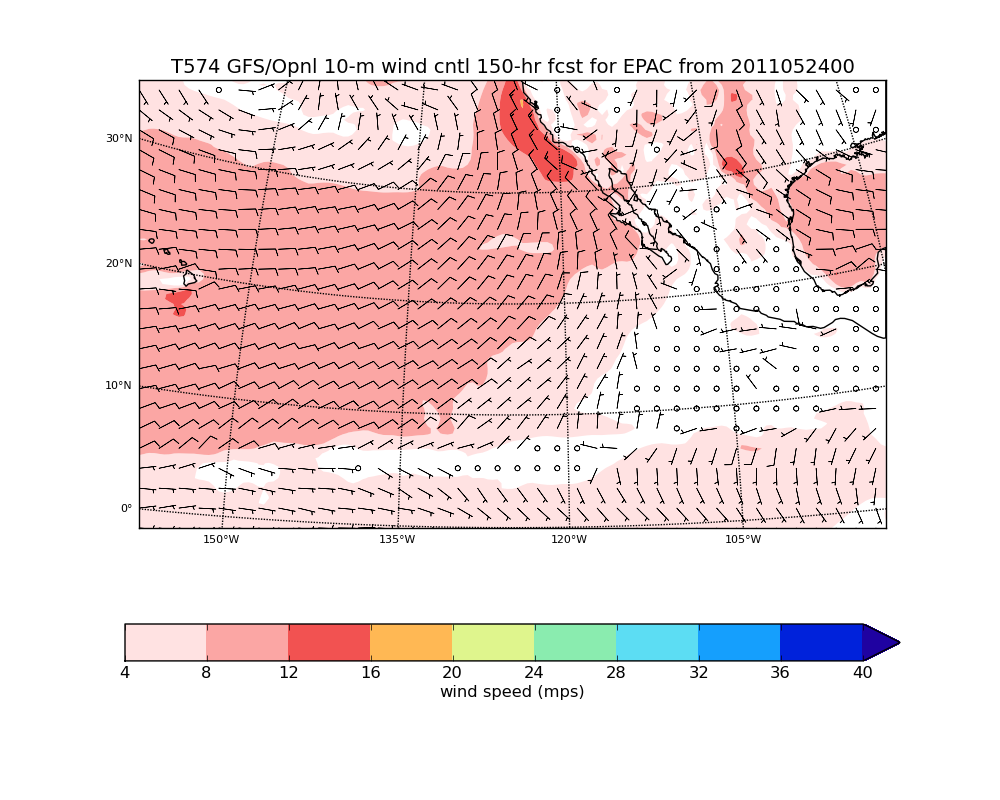 T574 GFS/Opnl 10-m wind cntl 150-hr fcst for EPAC from 2011052400
30°N
20°N
10°N
0°
150°W 135°W 120°W 105°W
4 8 12 16 20 24 28 32 36 40
wind speed (mps)